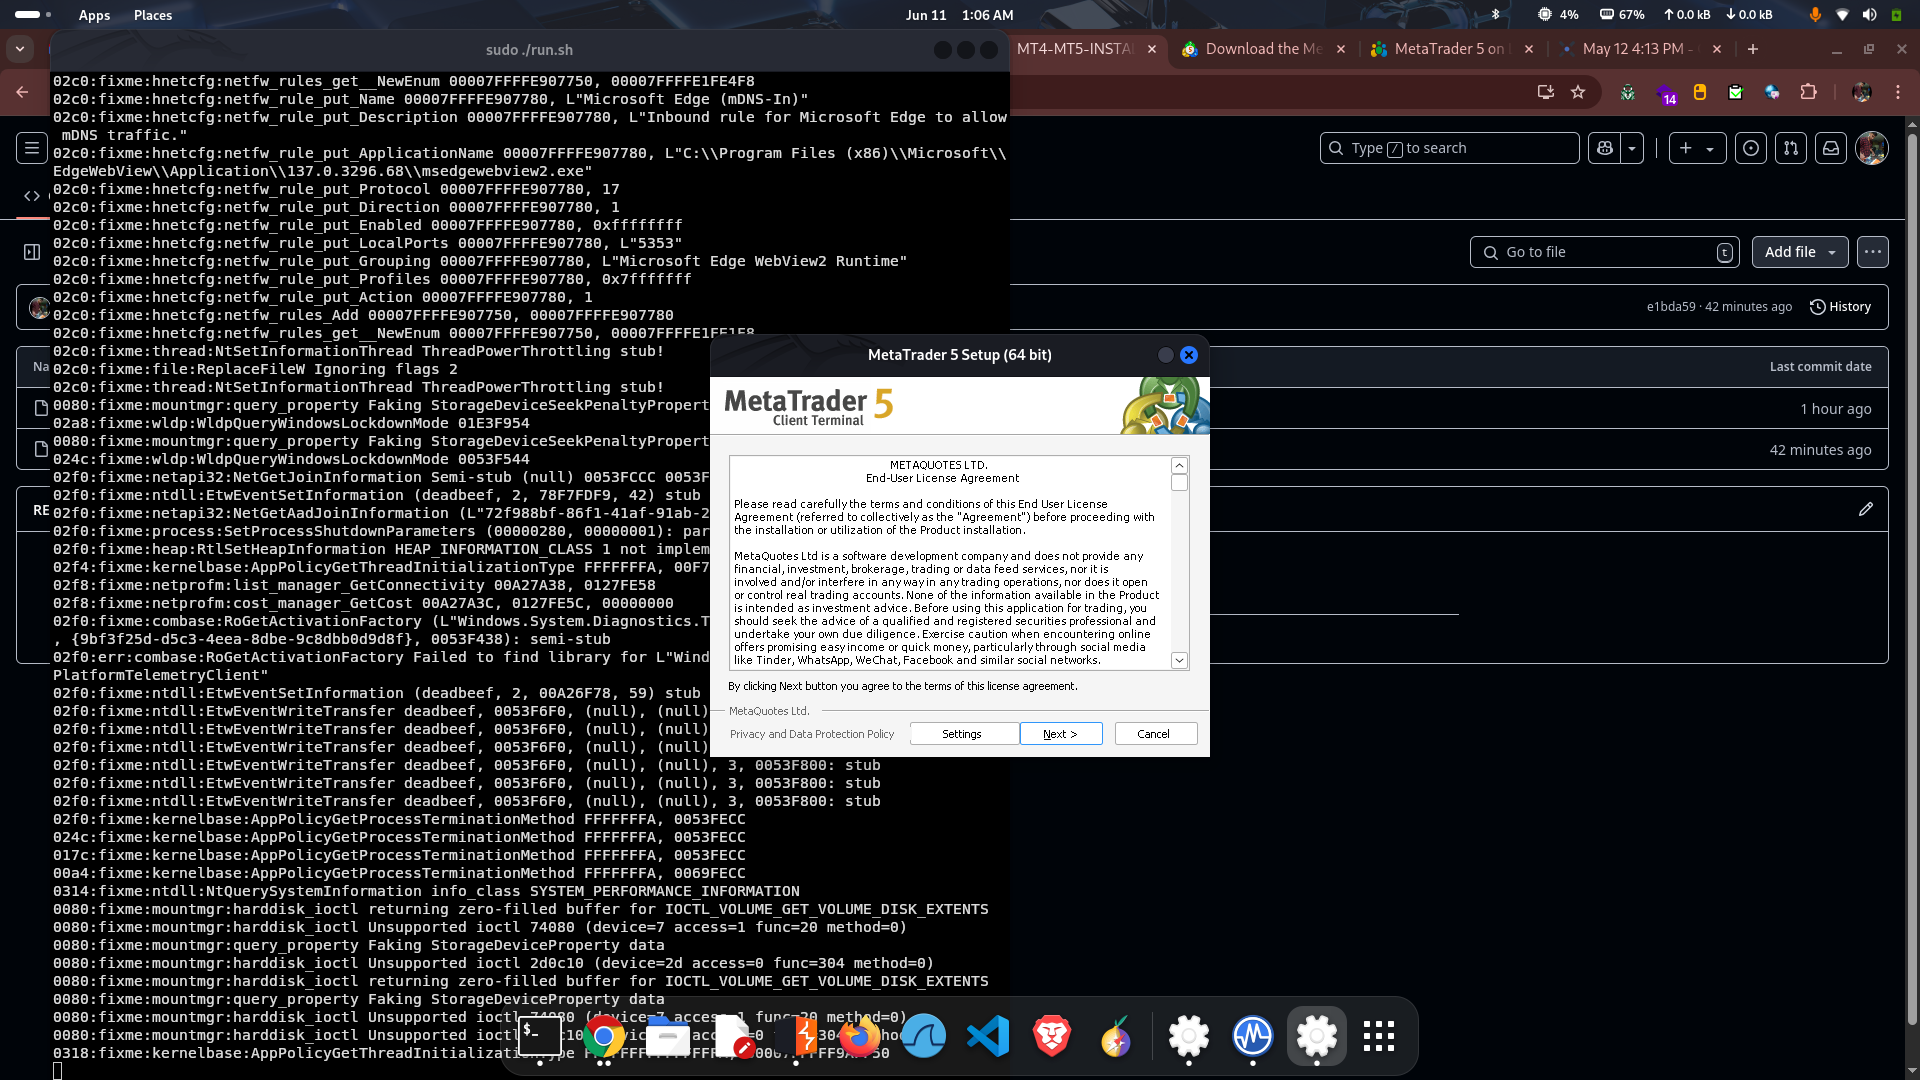 Apps
Places
Jun 11
1:06 AM
4%
67%
0.0 kB
0.0 kB
sudo ./run.sh
MT4-MT5-INSTA
Download the Me
MetaTrader 5 on
May 12 4:13 PM -
14
02c0:fixme:hnetcfg:netfw_rules_get__NewEnum 00007FFFFE907750, 00007FFFFE1FE4F8
02c0:fixme:hnetcfg:netfw_rule_put_Name 00007FFFFE907780, L"Microsoft Edge (mDNS-In)"
02c0:fixme:hnetcfg:netfw_rule_put_Description 00007FFFFE907780, L"Inbound rule for Microsoft Edge to allow
mDNS traffic."
02c0:fixme:hnetcfg:netfw_rule_put_ApplicationName 00007FFFFE907780, L"C:\\Program Files (x86)\\Microsoft\\
EdgeWebView\\Application\\137.0.3296.68\\msedgewebview2.exe"
02c0:fixme:hnetcfg:netfw_rule_put_Protocol 00007FFFFE907780, 17
02c0:fixme:hnetcfg:netfw_rule_put_Direction 00007FFFFE907780, 1
02c0:fixme:hnetcfg:netfw_rule_put_Enabled 00007FFFFE907780, 0xffffffff
02c0:fixme:hnetcfg:netfw_rule_put_LocalPorts 00007FFFFE907780, L"5353"
02c0:fixme:hnetcfg:netfw_rule_put_Grouping 00007FFFFE907780, L"Microsoft Edge WebView2 Runtime"
02c0:fixme:hnetcfg:netfw_rule_put_Profiles 00007FFFFE907780, 0x7fffffff
02c0:fixme:hnetcfg:netfw_rule_put_Action 00007FFFFE907780, 1
02c0:fixme:hnetcfg:netfw_rules_Add 00007FFFFE907750, 00007FFFFE907780
02c0:fixme:hnetcfg:netfw_rules_get__NewEnum 00007FFFFE907750, 00007FFFFE1FE1F8
02c0:fixme:thread:NtSetInformationThread ThreadPowerThrottling stub!
02c0:fixme:file:ReplaceFileW Ignoring flags 2
02c0:fixme:thread:NtSetInformationThread ThreadPowerThrottling stub!
0080:fixme:mountmgr:query_property Faking StorageDeviceSeekPenaltyPropert
02a8:fixme:wldp:WldpQueryWindowsLockdownMode 01E3F954
0080:fixme:mountmgr:query_property Faking StorageDeviceSeekPenaltyPropert
024c:fixme:wldp:WldpQueryWindowsLockdownMode 0053F544
02f0:fixme:netapi32:NetGetJoinInformation Semi-stub (null) 0053FCCC 0053F
02f0:fixme:ntdll:EtwEventSetInformation (deadbeef, 2, 78F7FDF9, 42) stub
02f0:fixme:netapi32:NetGetAadJoinInformation (L"72f988bf-86f1-41af-91ab-2
02f0:fixme:process:SetProcessShutdownParameters (00000280, 00000001): par
02f0:fixme:heap:RtlSetHeapInformation HEAP_INFORMATION_CLASS 1 not implem
02f4:fixme:kernelbase:AppPolicyGetThreadInitializationType FFFFFFFA, 00F7
02f8:fixme:netprofm:list_manager_GetConnectivity 00A27A38, 0127FE58
02f8:fixme:netprofm:cost_manager_GetCost 00A27A3C, 0127FE5C, 00000000
02f0:fixme:combase:RoGetActivationFactory (L"Windows.System.Diagnostics.T
, {9bf3f25d-d5c3-4eea-8dbe-9c8dbb0d9d8f}, 0053F438): semi-stub
02f0:err:combase:RoGetActivationFactory Failed to find library for L"Wind
PlatformTelemetryClient"
02f0:fixme:ntdll:EtwEventSetInformation (deadbeef, 2, 00A26F78, 59) stub
02f0:fixme:ntdll:EtwEventWriteTransfer deadbeef, 0053F6F0, (null), (null)
02f0:fixme:ntdll:EtwEventWriteTransfer deadbeef, 0053F6F0, (null), (null)
02f0:fixme:ntdll:EtwEventWriteTransfer deadbeef, 0053F6F0, (null), (null)
02f0:fixme:ntdll:EtwEventWriteTransfer deadbeef, 0053F6F0, (null), (null), 3, 0053F800: stub
02f0:fixme:ntdll:EtwEventWriteTransfer deadbeef, 0053F6F0, (null), (null), 3, 0053F800: stub
02f0:fixme:ntdll:EtwEventWriteTransfer deadbeef, 0053F6F0, (null), (null), 3, 0053F800: stub
02f0:fixme:kernelbase:AppPolicyGetProcessTerminationMethod FFFFFFFA, 0053FECC
024c:fixme:kernelbase:AppPolicyGetProcessTerminationMethod FFFFFFFA, 0053FECC
017c:fixme:kernelbase:AppPolicyGetProcessTerminationMethod FFFFFFFA, 0053FECC
00a4:fixme:kernelbase:AppPolicyGetProcessTerminationMethod FFFFFFFA, 0069FECC
0314:fixme:ntdll:NtQuerySystemInformation info_class SYSTEM_PERFORMANCE_INFORMATION
0080:fixme:mountmgr:harddisk_ioctl returning zero-filled buffer for IOCTL_VOLUME_GET_VOLUME_DISK_EXTENTS
0080:fixme:mountmgr:harddisk_ioctl Unsupported ioctl 74080 (device=7 access=1 func=20 method=0)
0080:fixme:mountmgr:query_property Faking StorageDeviceProperty data
0080:fixme:mountmgr:harddisk_ioctl Unsupported ioctl 2d0c10 (device=2d access=0 func=304 method=0)
0080:fixme:mountmgr:harddisk_ioctl returning zero-filled buffer for IOCTL_VOLUME_GET_VOLUME_DISK_EXTENTS
0080:fixme:mountmgr:query_property Faking StorageDeviceProperty data
0080:fixme:mountmgr:harddisk_ioctl Unsupported ioctl 74080 (device=7 access=1 func=20 method=0)
0080:fixme:mountmgr:harddisk_ioctl Unsupported ioctl
0318:fixme:kernelbase:AppPolicyGetThreadInitializationType
Type / to search
Go to file
t
Add file
e1bda59 · 42 minutes ago
History
Na
Last commit date
1 hour ago
42 minutes ago
RE
MetaTrader 5 Setup (64 bit)
MetaTrader 5
Client Terminal
METAQUOTES LTD.
End-User License Agreement
Please read carefully the terms and conditions of this End User License
Agreement (referred to collectively as the "Agreement") before proceeding with
the installation or utilization of the Product installation.
MetaQuotes Ltd is a software development company and does not provide any
financial, investment, brokerage, trading or data feed services, nor it is
involved and/or interfere in any way in any trading operations, nor does it open
or control real trading accounts. None of the information available in the Product
is intended as investment advice. Before using this application for trading, you
should seek the advice of a qualified and registered securities professional and
undertake your own due diligence. Exercise caution when encountering online
offers promising easy income or quick money, particularly through social media
like Tinder, WhatsApp, WeChat, Facebook and similar social networks.
By clicking Next button you agree to the terms of this license agreement.
MetaQuotes Ltd.
Privacy and Data Protection Policy
Settings
Next >
Cancel
$-